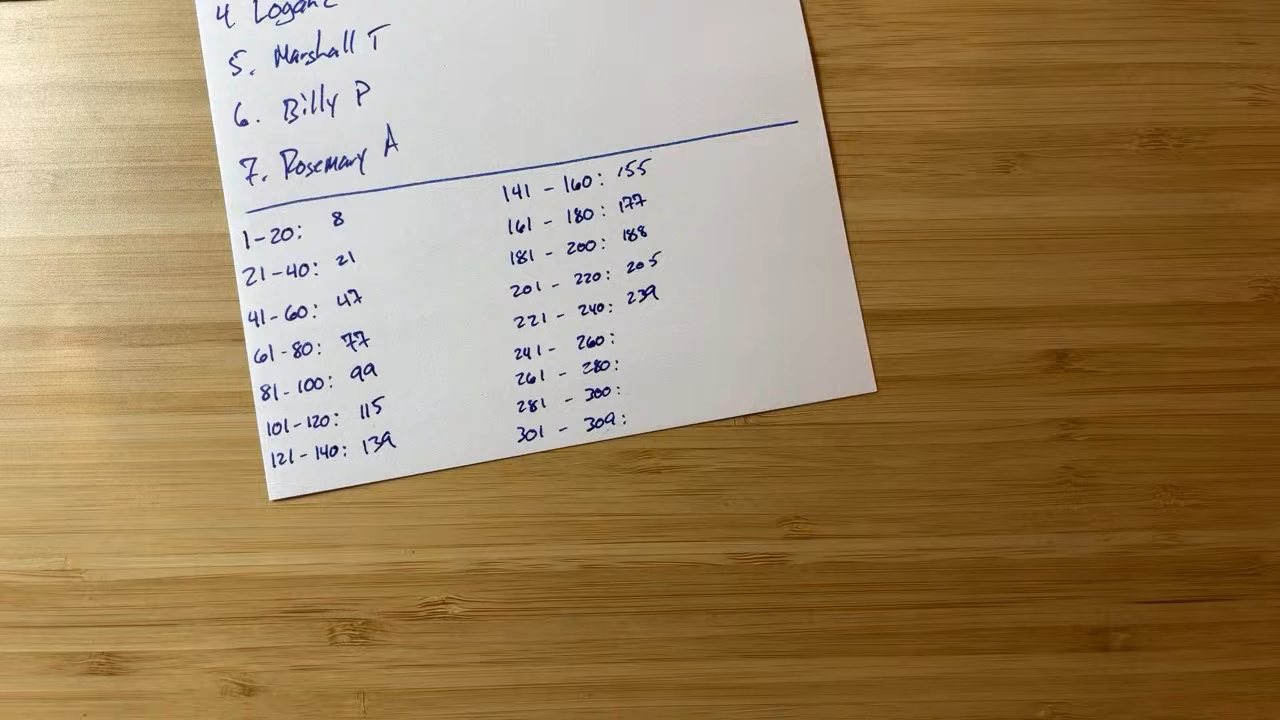 4 Logan
5. Marshall T
6. Billy P
7. Rosemary A
1-20: 8
21-40: 21
41-60: 47
61-80: 77
81-100: 99
101-120: 115
121-140: 139
141 - 160: 155
161 - 180: 177
181 - 200: 188
201 - 220: 205
221 - 240: 239
241 - 260:
261 - 280:
281 - 300:
301 - 309: